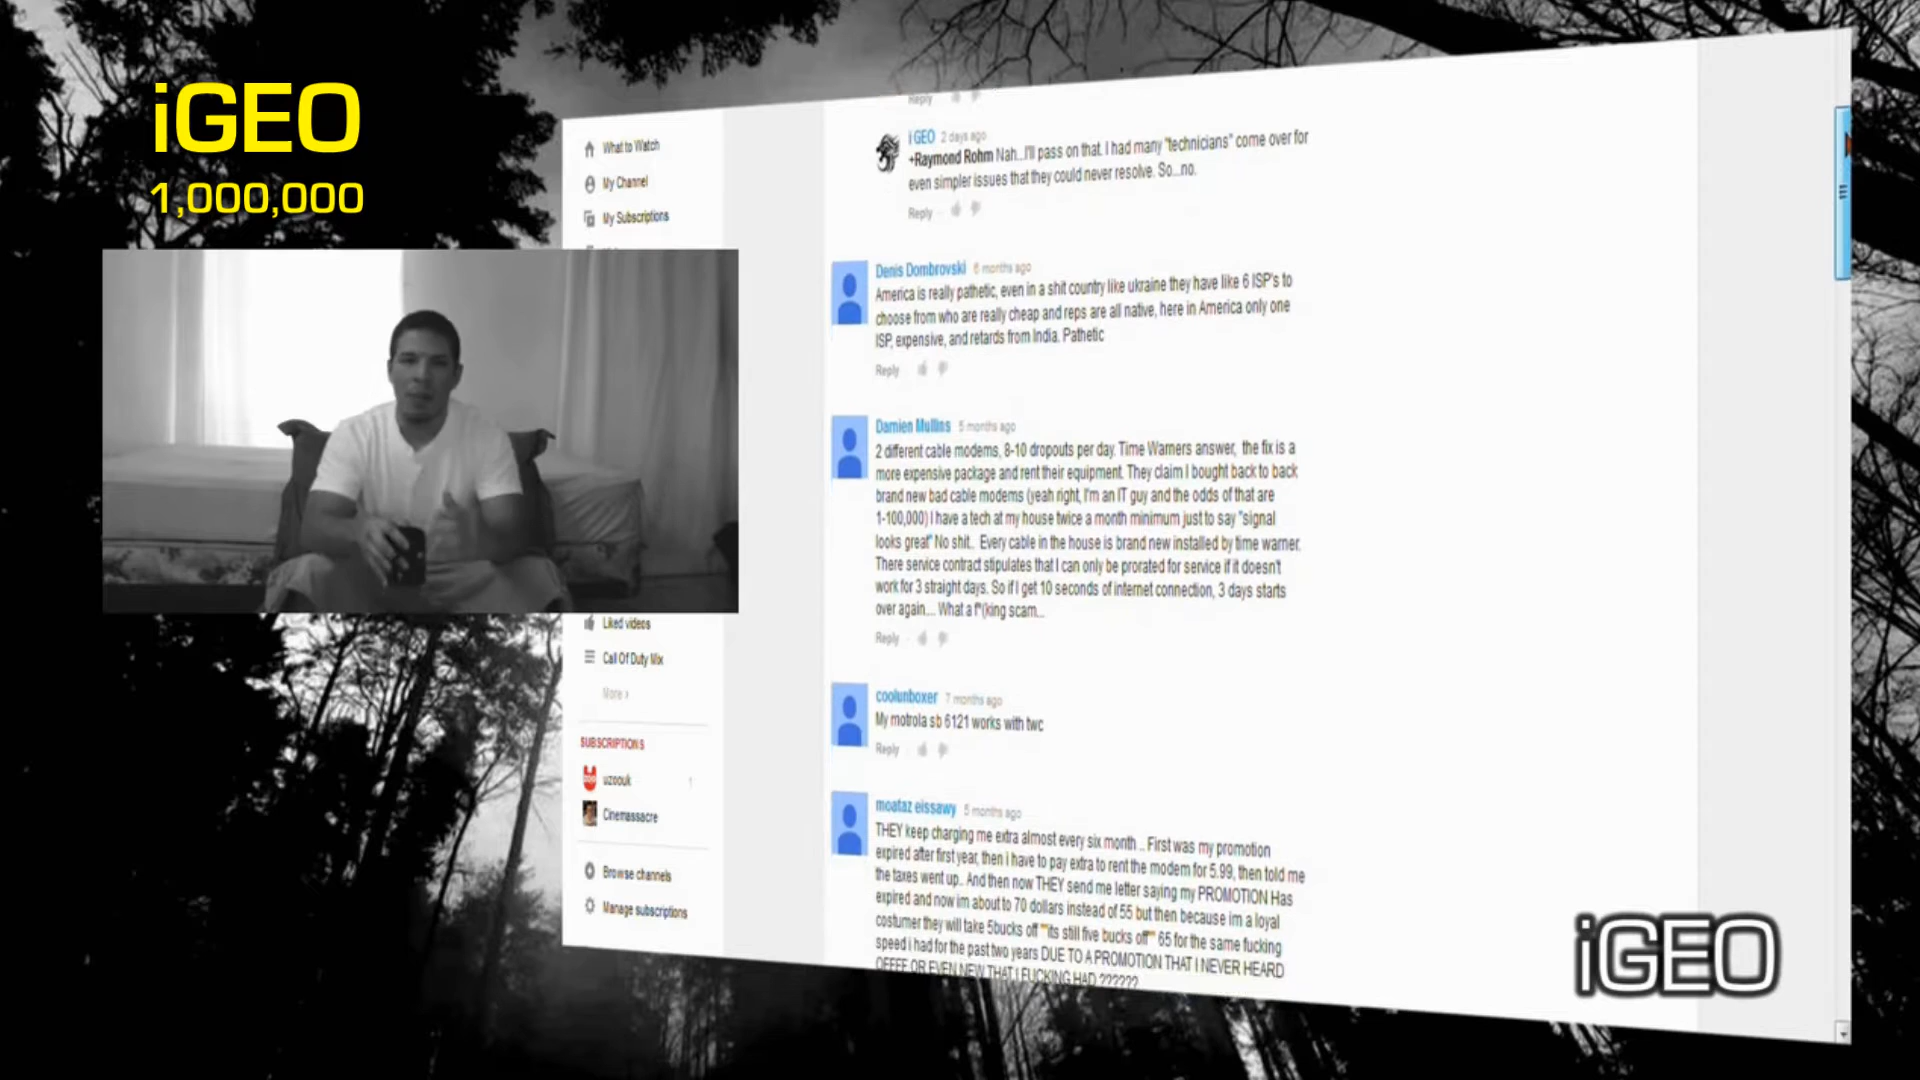 iGEO
1,000,000
What to Watch
My Channel
My Subscriptions
Liked videos
Call Of Duty Mix
More ›
SUBSCRIPTIONS
uzoouk 1
Cinemassacre
Browse channels
Manage subscriptions
Reply
iGEO 2 days ago
+Raymond Rohm Nah...I'll pass on that. I had many "technicians" come over for
even simpler issues that they could never resolve. So...no.
Reply
Denis Dombrovski 6 months ago
America is really pathetic, even in a shit country like ukraine they have like 6 ISP's to
choose from who are really cheap and reps are all native, here in America only one
ISP, expensive, and retards from India. Pathetic
Reply
Damien Mullins 5 months ago
2 different cable modems, 8-10 dropouts per day. Time Warners answer, the fix is a
more expensive package and rent their equipment. They claim I bought back to back
brand new bad cable modems (yeah right, I'm an IT guy and the odds of that are
1-100,000) I have a tech at my house twice a month minimum just to say "signal
looks great" No shit.. Every cable in the house is brand new installed by time warner.
There service contract stipulates that I can only be prorated for service if it doesn't
work for 3 straight days. So if I get 10 seconds of internet connection, 3 days starts
over again.... What a f*(king scam...
Reply
coolunboxer 7 months ago
My motrola sb 6121 works with twc
Reply
moataz eissawy 5 months ago
THEY keep charging me extra almost every six month .. First was my promotion
expired after first year, then i have to pay extra to rent the modem for 5.99, then told me
the taxes went up.. And then now THEY send me letter saying my PROMOTION Has
expired and now im about to 70 dollars instead of 55 but then because im a loyal
costumer they will take 5bucks off ""its still five bucks off"" 65 for the same fucking
speed i had for the past two years DUE TO A PROMOTION THAT I NEVER HEARD
OFFFF OR EVEN NEW THAT I FUCKING HAD ??????
iGEO